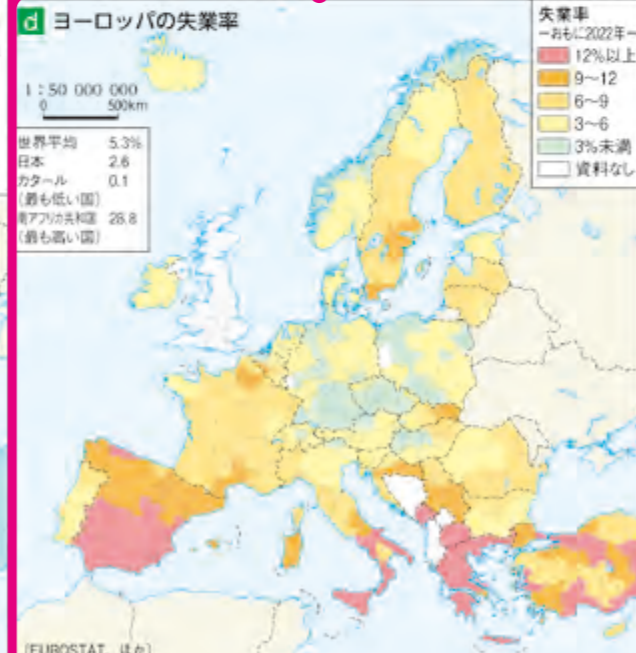 d ヨーロッパの失業率
1:50 000 000
0 500km
世界平均 5.3%
日本 2.6
カタール 0.1
(最も低い国)
南アフリカ共和国 28.8
(最も高い国)
失業率
−おもに2022年−
12%以上
9〜12
6〜9
3〜6
3%未満
資料なし
[EUROSTAT、ほか]